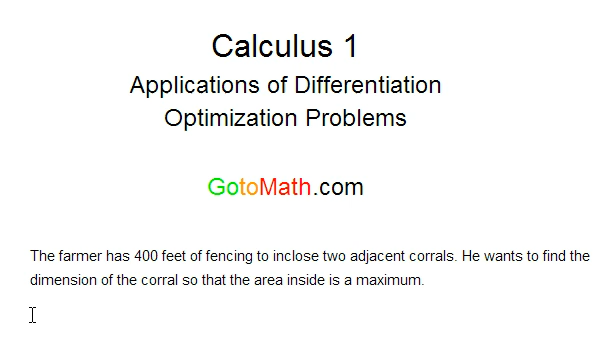 Calculus 1
Applications of Differentiation
Optimization Problems
GotoMath.com
The farmer has 400 feet of fencing to inclose two adjacent corrals. He wants to find the
dimension of the corral so that the area inside is a maximum.